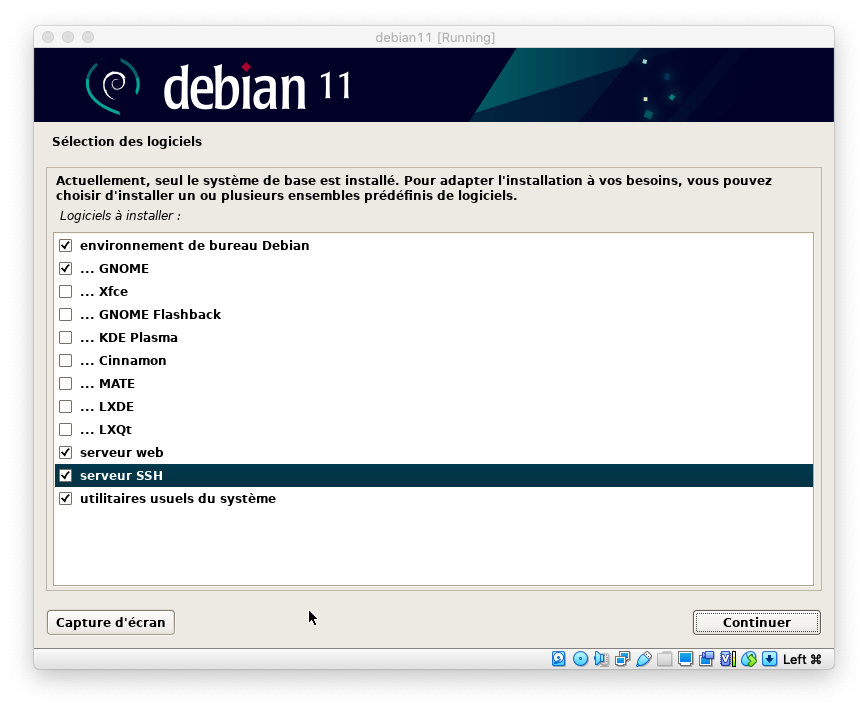 debian11 [Running]
debian 11
Sélection des logiciels
Actuellement, seul le système de base est installé. Pour adapter l'installation à vos besoins, vous pouvez
choisir d'installer un ou plusieurs ensembles prédéfinis de logiciels.
Logiciels à installer :
environnement de bureau Debian
... GNOME
... Xfce
... GNOME Flashback
... KDE Plasma
... Cinnamon
... MATE
... LXDE
... LXQt
serveur web
serveur SSH
utilitaires usuels du système
Capture d'écran
Continuer
Left ⌘